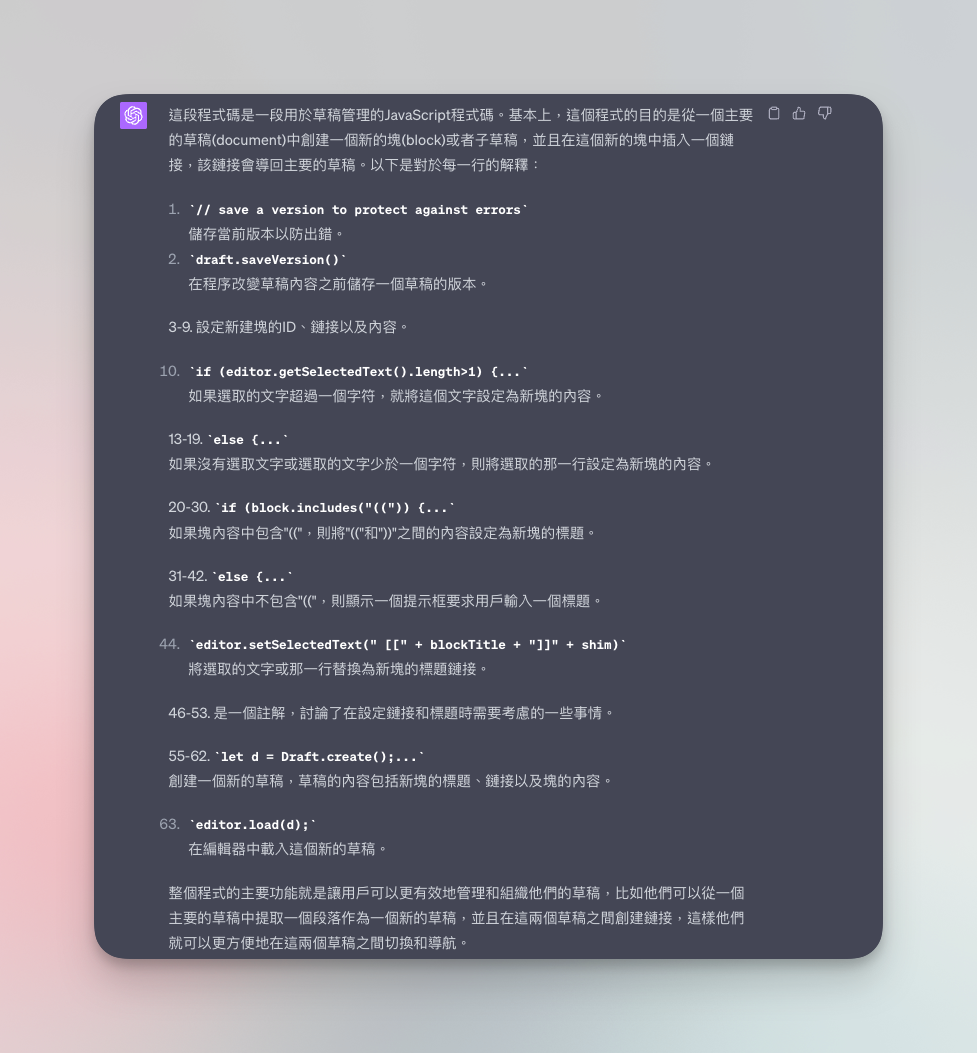 這段程式碼是一段用於草稿管理的JavaScript程式碼。基本上，這個程式的目的是從一個主要
的草稿(document)中創建一個新的塊(block)或者子草稿，並且在這個新的塊中插入一個鏈
接，該鏈接會導回主要的草稿。以下是對於每一行的解釋：
1. `// save a version to protect against errors`
儲存當前版本以防出錯。
2. `draft.saveVersion()`
在程序改變草稿內容之前儲存一個草稿的版本。
3-9. 設定新建塊的ID、鏈接以及內容。
10. `if (editor.getSelectedText().length>1) {...`
如果選取的文字超過一個字符，就將這個文字設定為新塊的內容。
13-19. `else {...`
如果沒有選取文字或選取的文字少於一個字符，則將選取的那一行設定為新塊的內容。
20-30. `if (block.includes("((")) {...`
如果塊內容中包含"(("，則將"(("和"))"之間的內容設定為新塊的標題。
31-42. `else {...`
如果塊內容中不包含"(("，則顯示一個提示框要求用戶輸入一個標題。
44. `editor.setSelectedText(" [[" + blockTitle + "]]" + shim)`
將選取的文字或那一行替換為新塊的標題鏈接。
46-53. 是一個註解，討論了在設定鏈接和標題時需要考慮的一些事情。
55-62. `let d = Draft.create();...`
創建一個新的草稿，草稿的內容包括新塊的標題、鏈接以及塊的內容。
63. `editor.load(d);`
在編輯器中載入這個新的草稿。
整個程式的主要功能就是讓用戶可以更有效地管理和組織他們的草稿，比如他們可以從一個
主要的草稿中提取一個段落作為一個新的草稿，並且在這兩個草稿之間創建鏈接，這樣他們
就可以更方便地在這兩個草稿之間切換和導航。